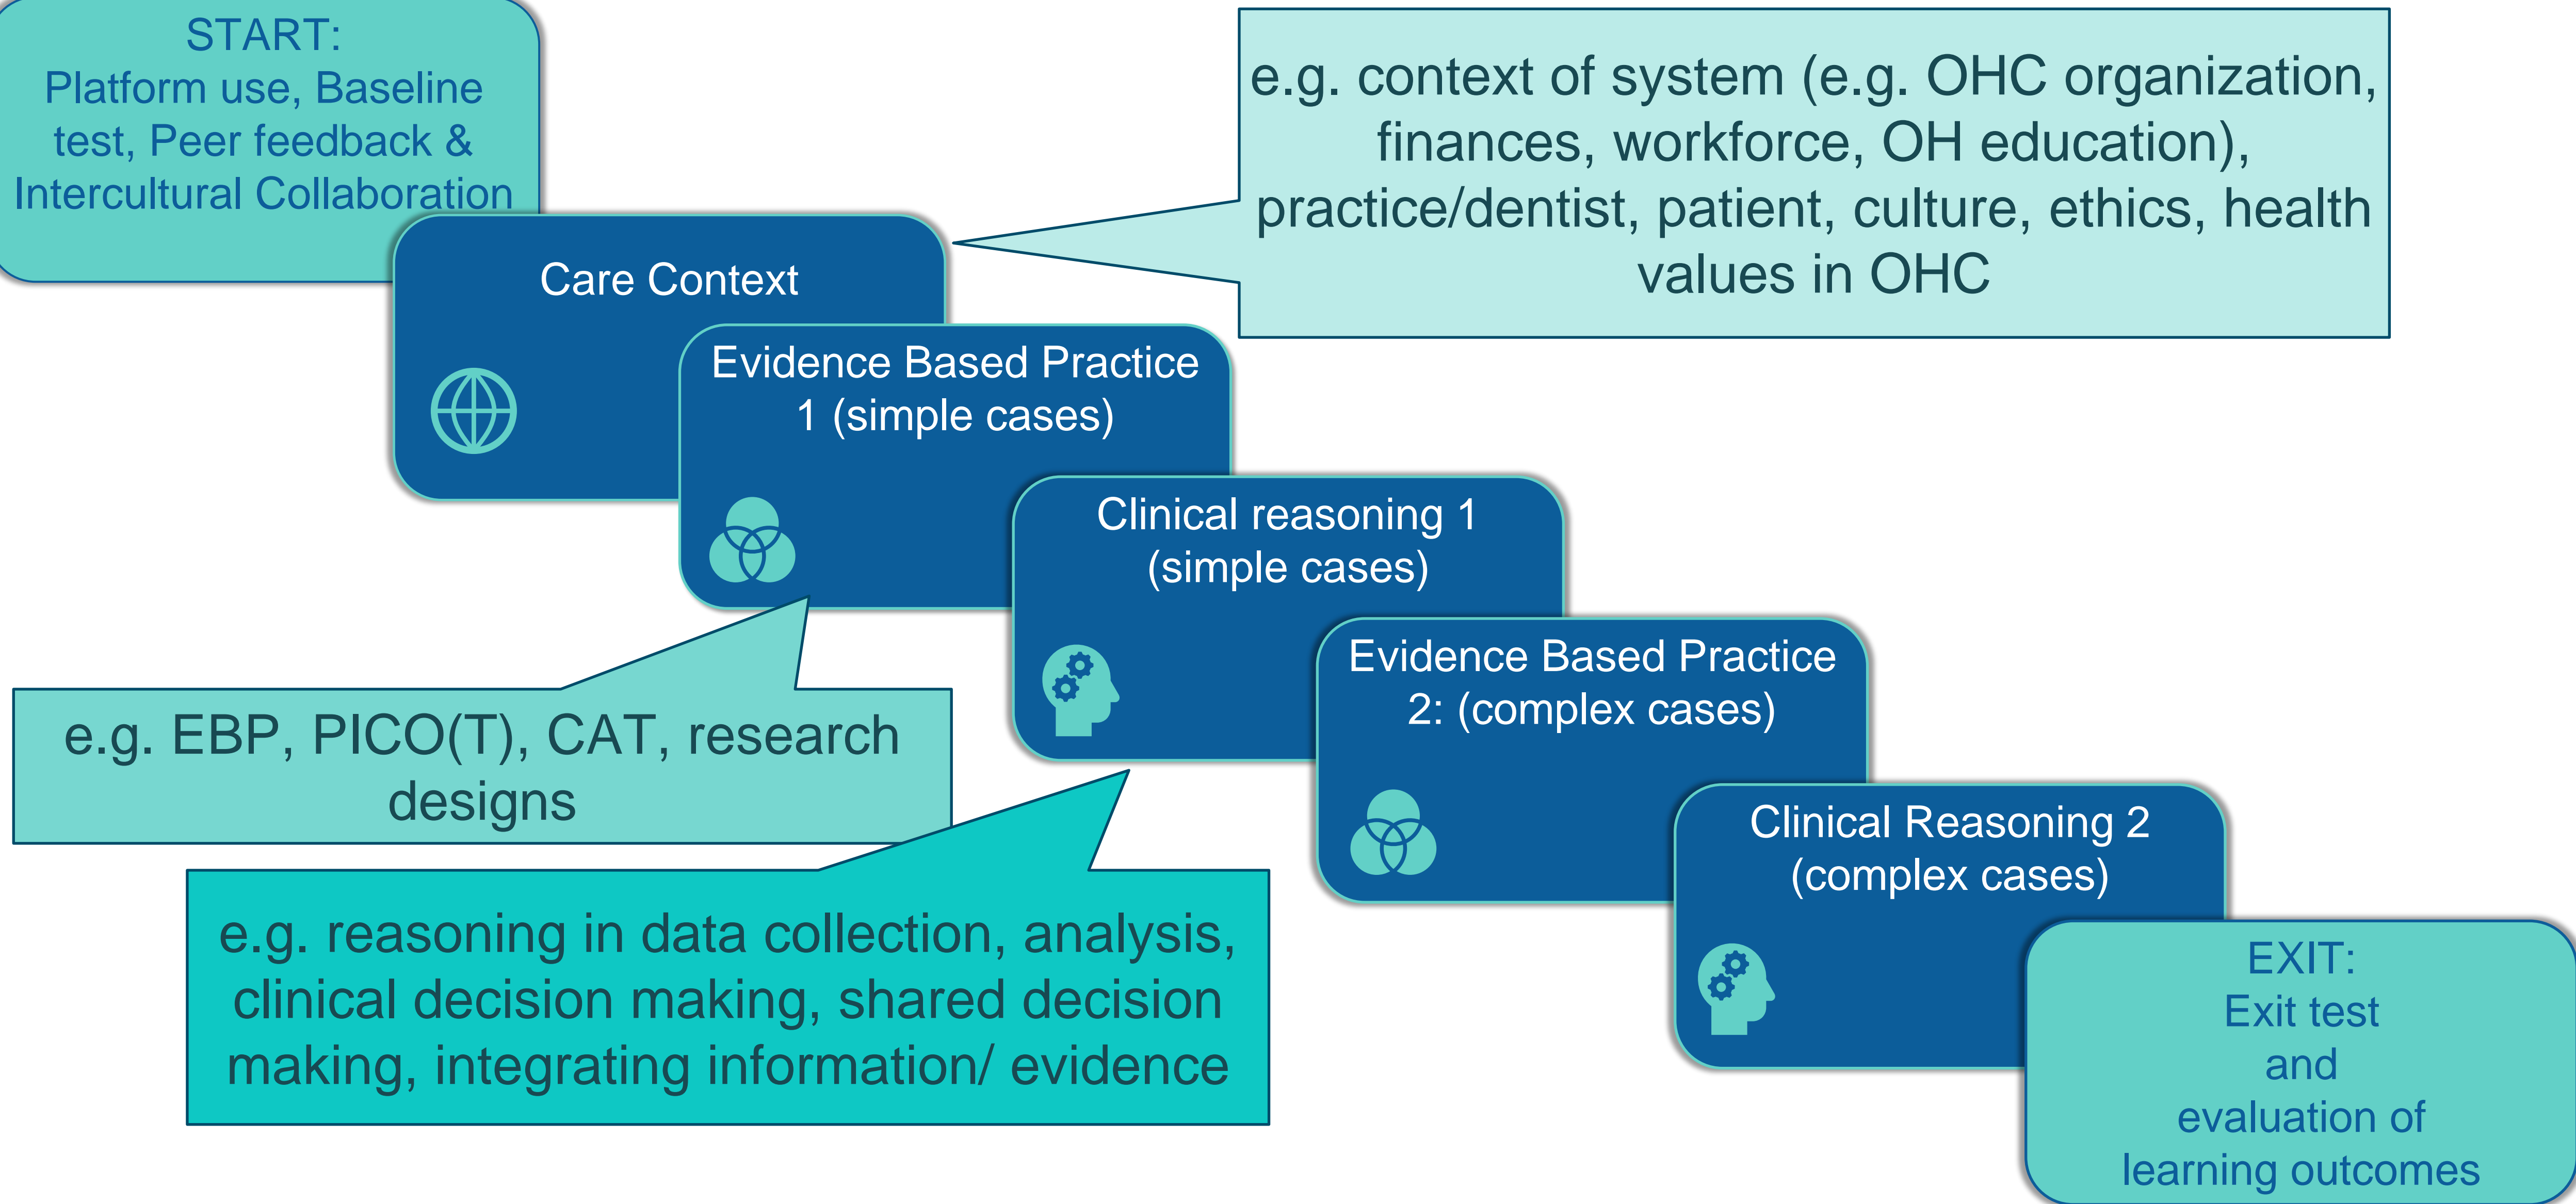 START:
Platform use, Baseline
test, Peer feedback &
Intercultural Collaboration
e.g. context of system (e.g. OHC organization,
finances, workforce, OH education),
practice/dentist, patient, culture, ethics, health
values in OHC
Care Context
Evidence Based Practice
1 (simple cases)
Clinical reasoning 1
(simple cases)
Evidence Based Practice
2: (complex cases)
e.g. EBP, PICO(T), CAT, research
designs
Clinical Reasoning 2
(complex cases)
e.g. reasoning in data collection, analysis,
clinical decision making, shared decision
making, integrating information/ evidence
EXIT:
Exit test
and
evaluation of
learning outcomes